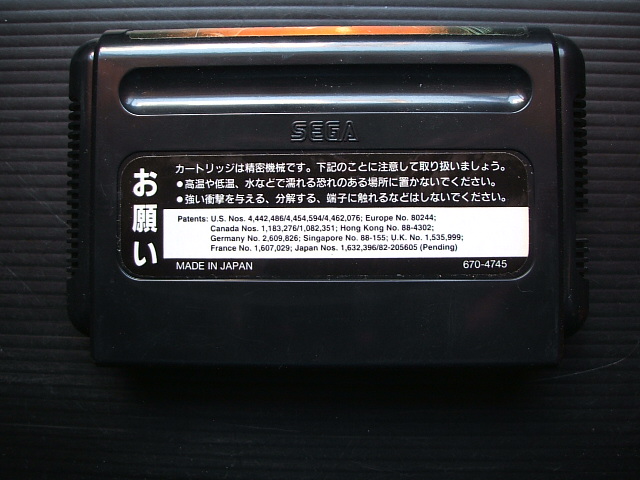 SEGA
お願い
カートリッジは精密機械です。下記のことに注意して取り扱いましょう。
●高温や低温、水などで濡れる恐れのある場所に置かないでください。
●強い衝撃を与える、分解する、端子に触れるなどはしないでください。
Patents: U.S. Nos. 4,442,486/4,454,594/4,462,076; Europe No. 80244;
Canada Nos. 1,183,276/1,082,351; Hong Kong No. 88-4302;
Germany No. 2,609,826; Singapore No. 88-155; U.K. No. 1,535,999;
France No. 1,607,029; Japan Nos. 1,632,396/82-205605 (Pending)
MADE IN JAPAN
670-4745